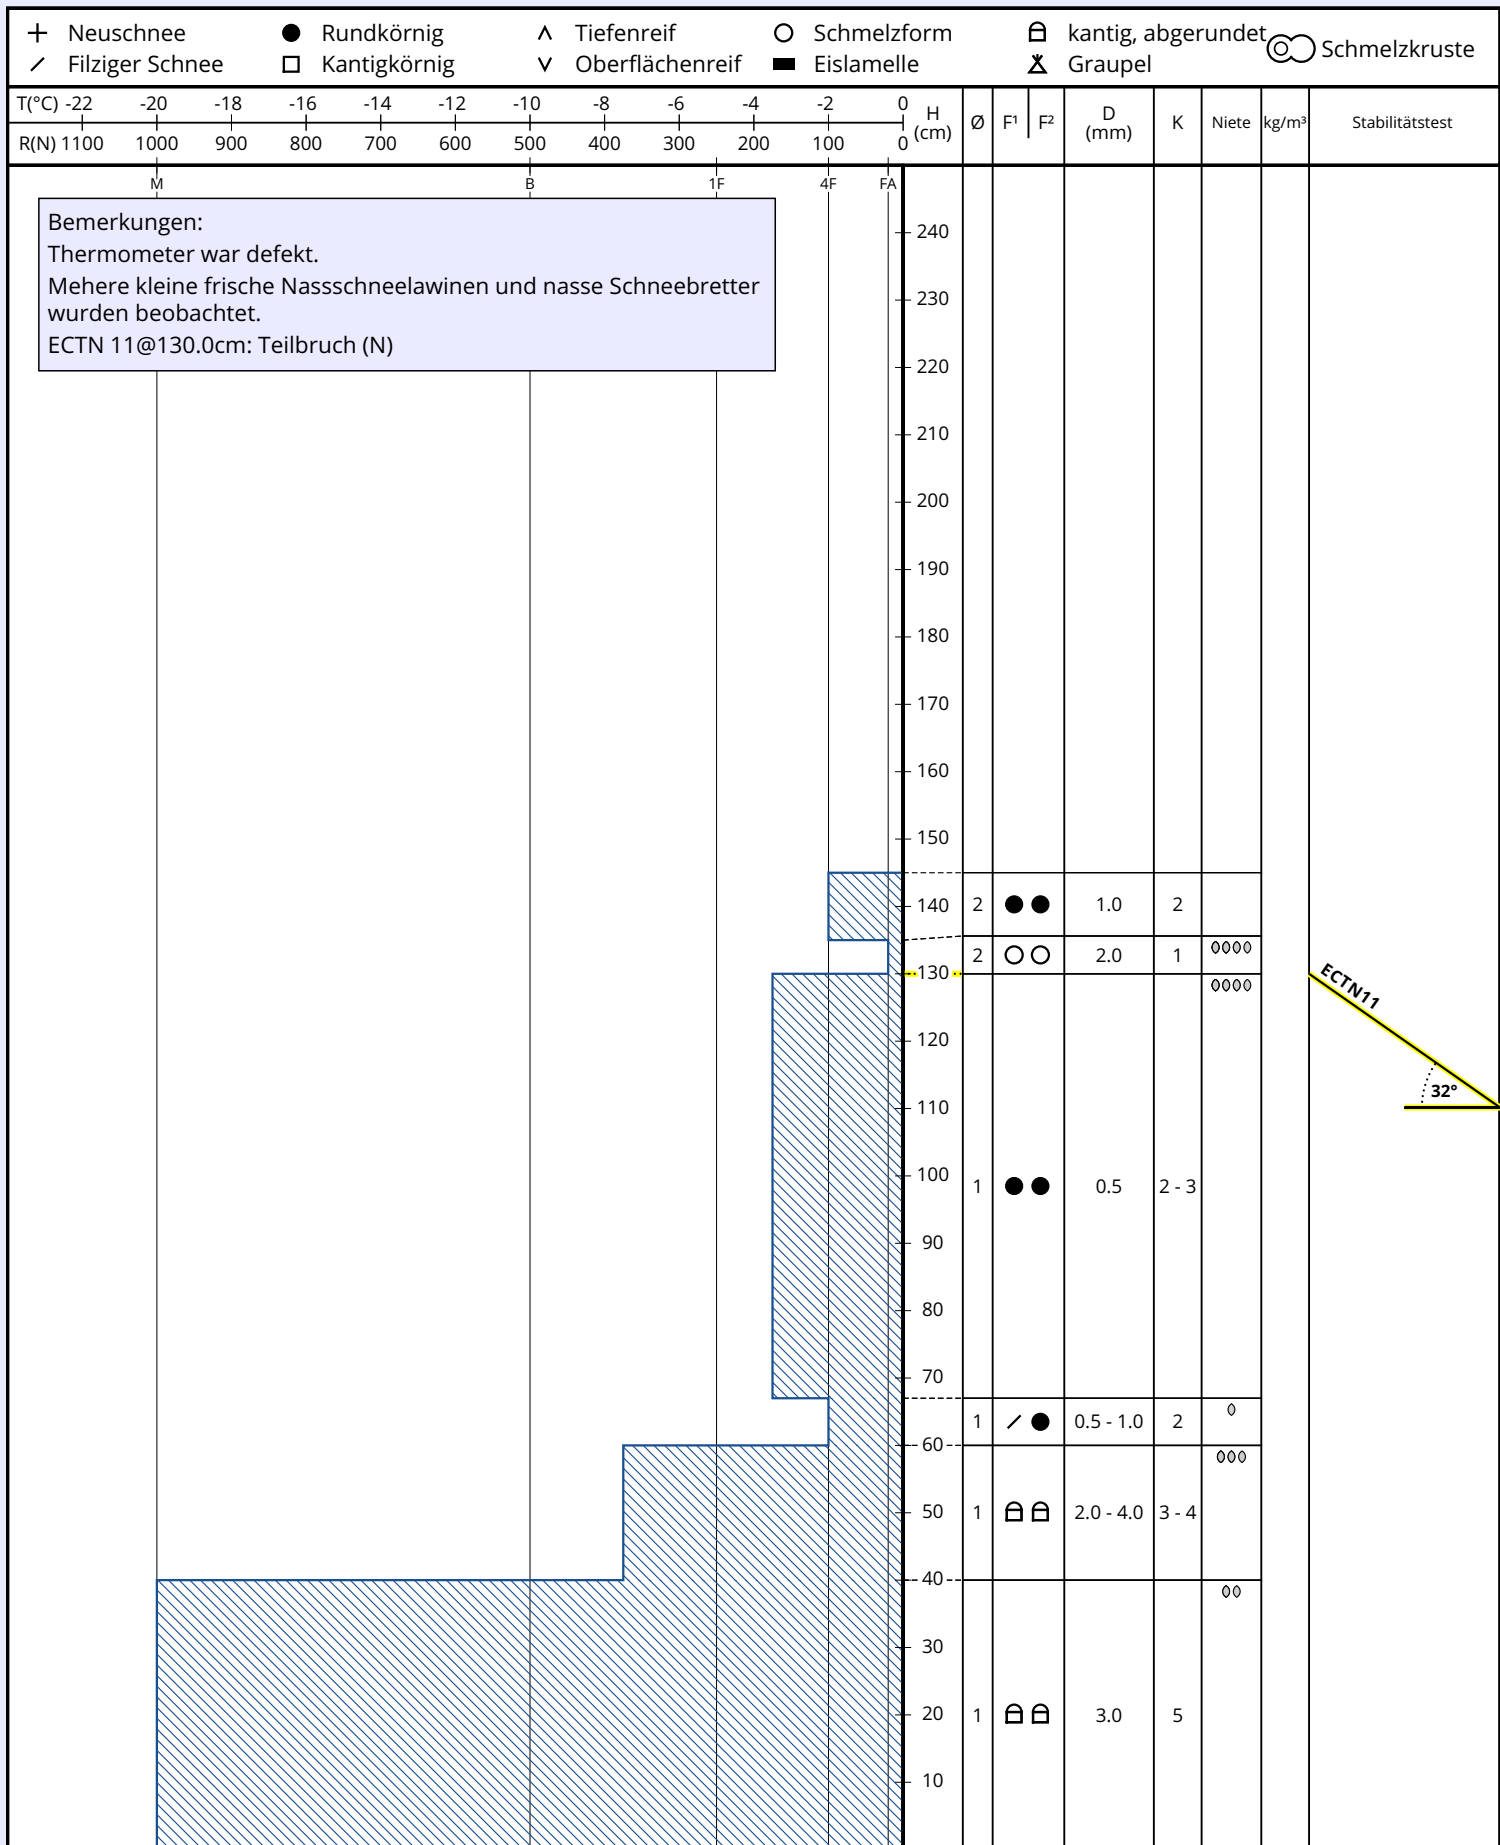 Neuschnee Rundkörnig Tiefenreif Schmelzform kantig, abgerundet Schmelzkruste
Filziger Schnee Kantigkörnig Oberflächenreif Eislamelle Graupel
T(°C) -22 -20 -18 -16 -14 -12 -10 -8 -6 -4 -2 0
R(N) 1100 1000 900 800 700 600 500 400 300 200 100 0
H (cm) Ø F¹ F² D (mm) K Niete kg/m³ Stabilitätstest
M B 1F 4F FA
Bemerkungen:
Thermometer war defekt.
Mehere kleine frische Nassschneelawinen und nasse Schneebretter
wurden beobachtet.
ECTN 11@130.0cm: Teilbruch (N)
240
230
220
210
200
190
180
170
160
150
140 2 1.0 2
2 2.0 1
130
ECTN11
120
32°
110
100 1 0.5 2 - 3
90
80
70
1 0.5 - 1.0 2
60
50 1 2.0 - 4.0 3 - 4
40
30
20 1 3.0 5
10